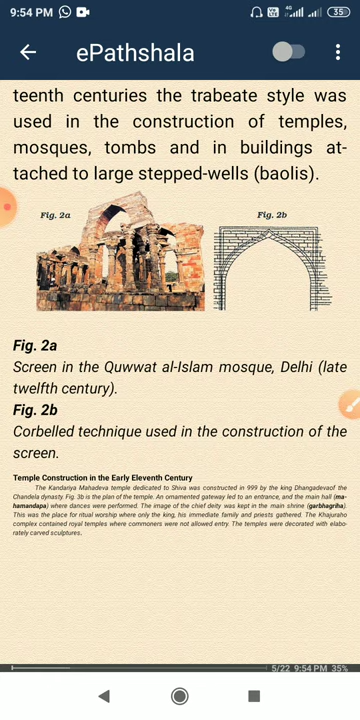 9:54 PM
4G
35
ePathshala
teenth centuries the trabeate style was
used in the construction of temples,
mosques, tombs and in buildings at-
tached to large stepped-wells (baolis).
Fig. 2a
Fig. 2b
Fig. 2a
Screen in the Quwwat al-Islam mosque, Delhi (late
twelfth century).
Fig. 2b
Corbelled technique used in the construction of the
screen.
Temple Construction in the Early Eleventh Century
The Kandariya Mahadeva temple dedicated to Shiva was constructed in 999 by the king Dhangadevaof the
Chandela dynasty. Fig. 3b is the plan of the temple. An ornamented gateway led to an entrance, and the main hall (ma-
hamandapa) where dances were performed. The image of the chief deity was kept in the main shrine (garbhagriha).
This was the place for ritual worship where only the king, his immediate family and priests gathered. The Khajuraho
complex contained royal temples where commoners were not allowed entry. The temples were decorated with elabo-
rately carved sculptures.
5/22 9:54 PM 35%